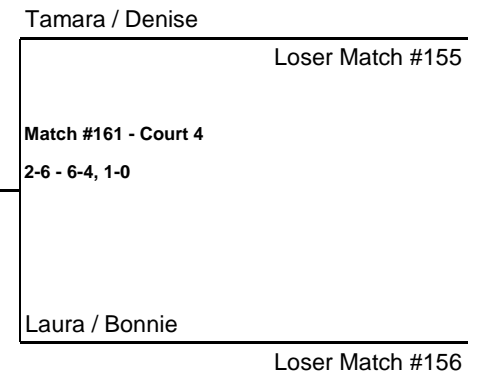 Tamara / Denise
Loser Match #155
Match #161 - Court 4
2-6 - 6-4, 1-0
Laura / Bonnie
Loser Match #156